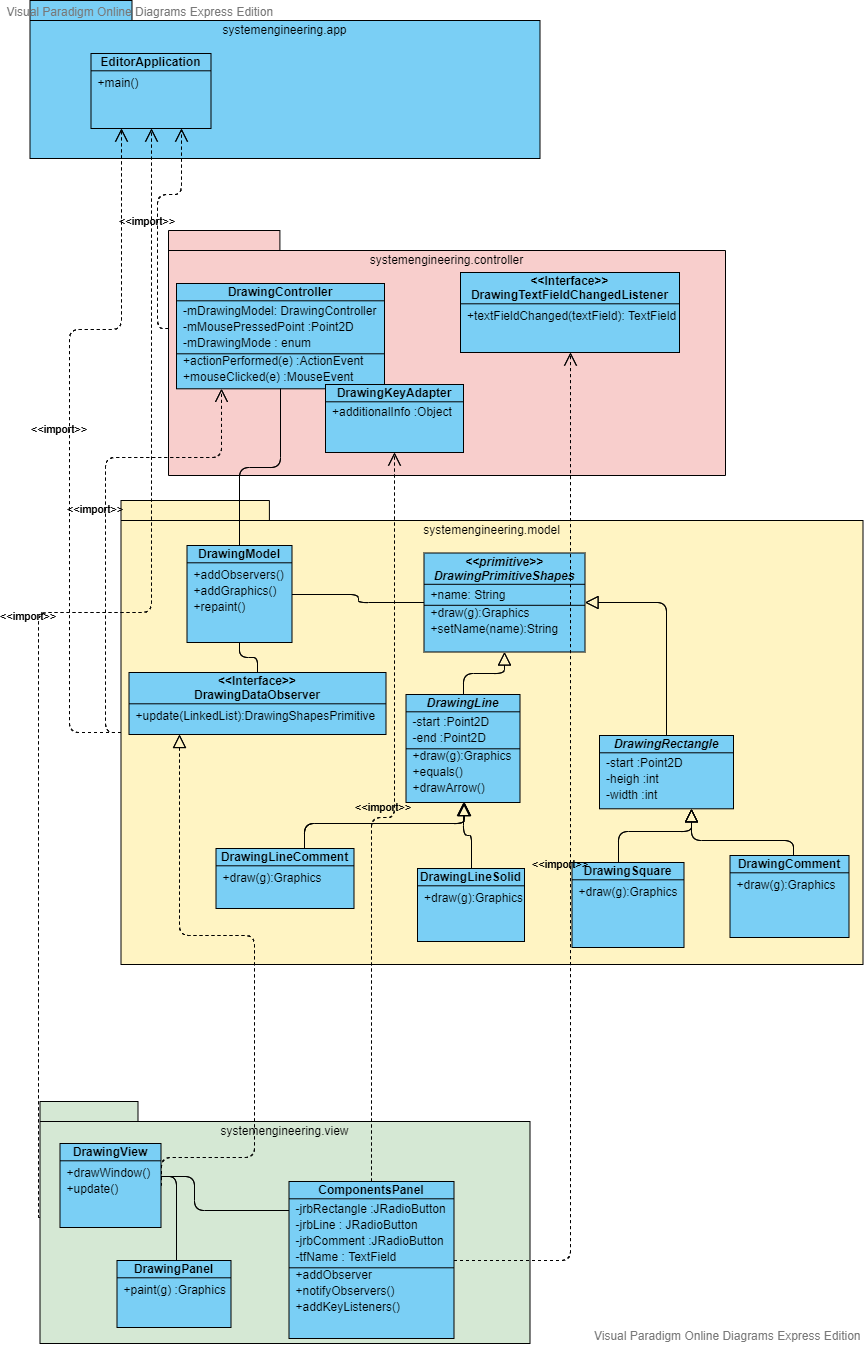 Visual Paradigm Online Diagrams Express Edition
systemengineering.app
EditorApplication
+main()
<<import>>
systemengineering.controller
DrawingController
-mDrawingModel: DrawingController
-mMousePressedPoint :Point2D
-mDrawingMode : enum
+actionPerformed(e) :ActionEvent
+mouseClicked(e) :MouseEvent
<<Interface>>
DrawingTextFieldChangedListener
+textFieldChanged(textField): TextField
DrawingKeyAdapter
+additionalInfo :Object
<<import>>
<<import>>
systemengineering.model
DrawingModel
+addObservers()
+addGraphics()
+repaint()
<<primitive>>
DrawingPrimitiveShapes
+name: String
+draw(g):Graphics
+setName(name):String
<<import>>
<<Interface>>
DrawingDataObserver
+update(LinkedList):DrawingShapesPrimitive
DrawingLine
-start :Point2D
-end :Point2D
+draw(g):Graphics
+equals()
+drawArrow()
DrawingRectangle
-start :Point2D
-heigh :int
-width :int
<<import>>
DrawingLineComment
+draw(g):Graphics
DrawingLineSolid
+draw(g):Graphics
<<import>>
DrawingSquare
+draw(g):Graphics
DrawingComment
+draw(g):Graphics
systemengineering.view
DrawingView
+drawWindow()
+update()
ComponentsPanel
-jrbRectangle :JRadioButton
-jrbLine : JRadioButton
-jrbComment :JRadioButton
-tfName : TextField
+addObserver
+notifyObservers()
+addKeyListeners()
DrawingPanel
+paint(g) :Graphics
Visual Paradigm Online Diagrams Express Edition